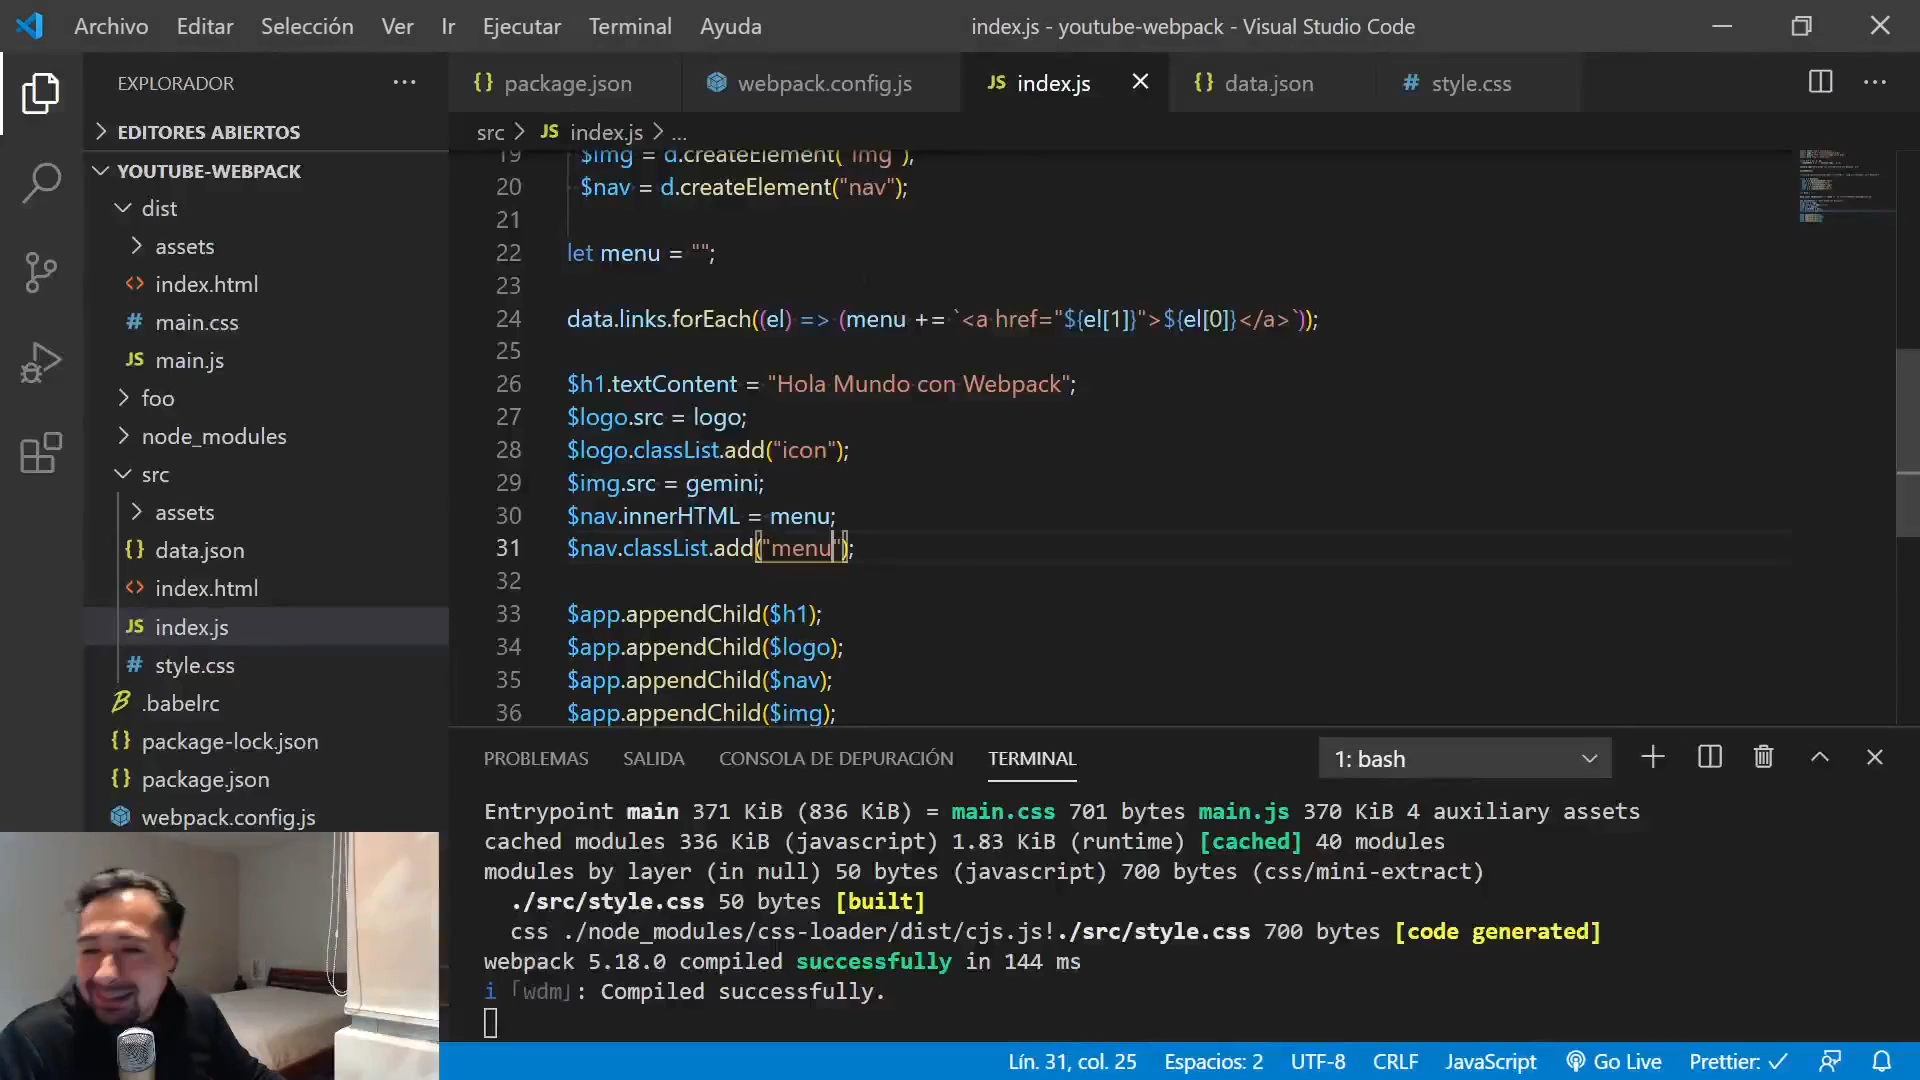 Archivo Editar Selección Ver Ir Ejecutar Terminal Ayuda index.js - youtube-webpack - Visual Studio Code
EXPLORADOR
EDITORES ABIERTOS
YOUTUBE-WEBPACK
dist
assets
index.html
main.css
main.js
foo
node_modules
src
assets
data.json
index.html
index.js
style.css
.babelrc
package-lock.json
package.json
webpack.config.js
{} package.json webpack.config.js JS index.js {} data.json # style.css
src > JS index.js > ...
19 $img = d.createElement("img");
20 $nav = d.createElement("nav");
21
22 let menu = "";
23
24 data.links.forEach((el) => (menu += `<a href="${el[1]}">${el[0]}</a>`));
25
26 $h1.textContent = "Hola Mundo con Webpack";
27 $logo.src = logo;
28 $logo.classList.add("icon");
29 $img.src = gemini;
30 $nav.innerHTML = menu;
31 $nav.classList.add("menu");
32
33 $app.appendChild($h1);
34 $app.appendChild($logo);
35 $app.appendChild($nav);
36 $app.appendChild($img);
PROBLEMAS SALIDA CONSOLA DE DEPURACIÓN TERMINAL 1: bash
Entrypoint main 371 KiB (836 KiB) = main.css 701 bytes main.js 370 KiB 4 auxiliary assets
cached modules 336 KiB (javascript) 1.83 KiB (runtime) [cached] 40 modules
modules by layer (in null) 50 bytes (javascript) 700 bytes (css/mini-extract)
./src/style.css 50 bytes [built]
css ./node_modules/css-loader/dist/cjs.js!./src/style.css 700 bytes [code generated]
webpack 5.18.0 compiled successfully in 144 ms
i ｢wdm｣: Compiled successfully.
Lín. 31, col. 25 Espacios: 2 UTF-8 CRLF JavaScript Go Live Prettier: ✓